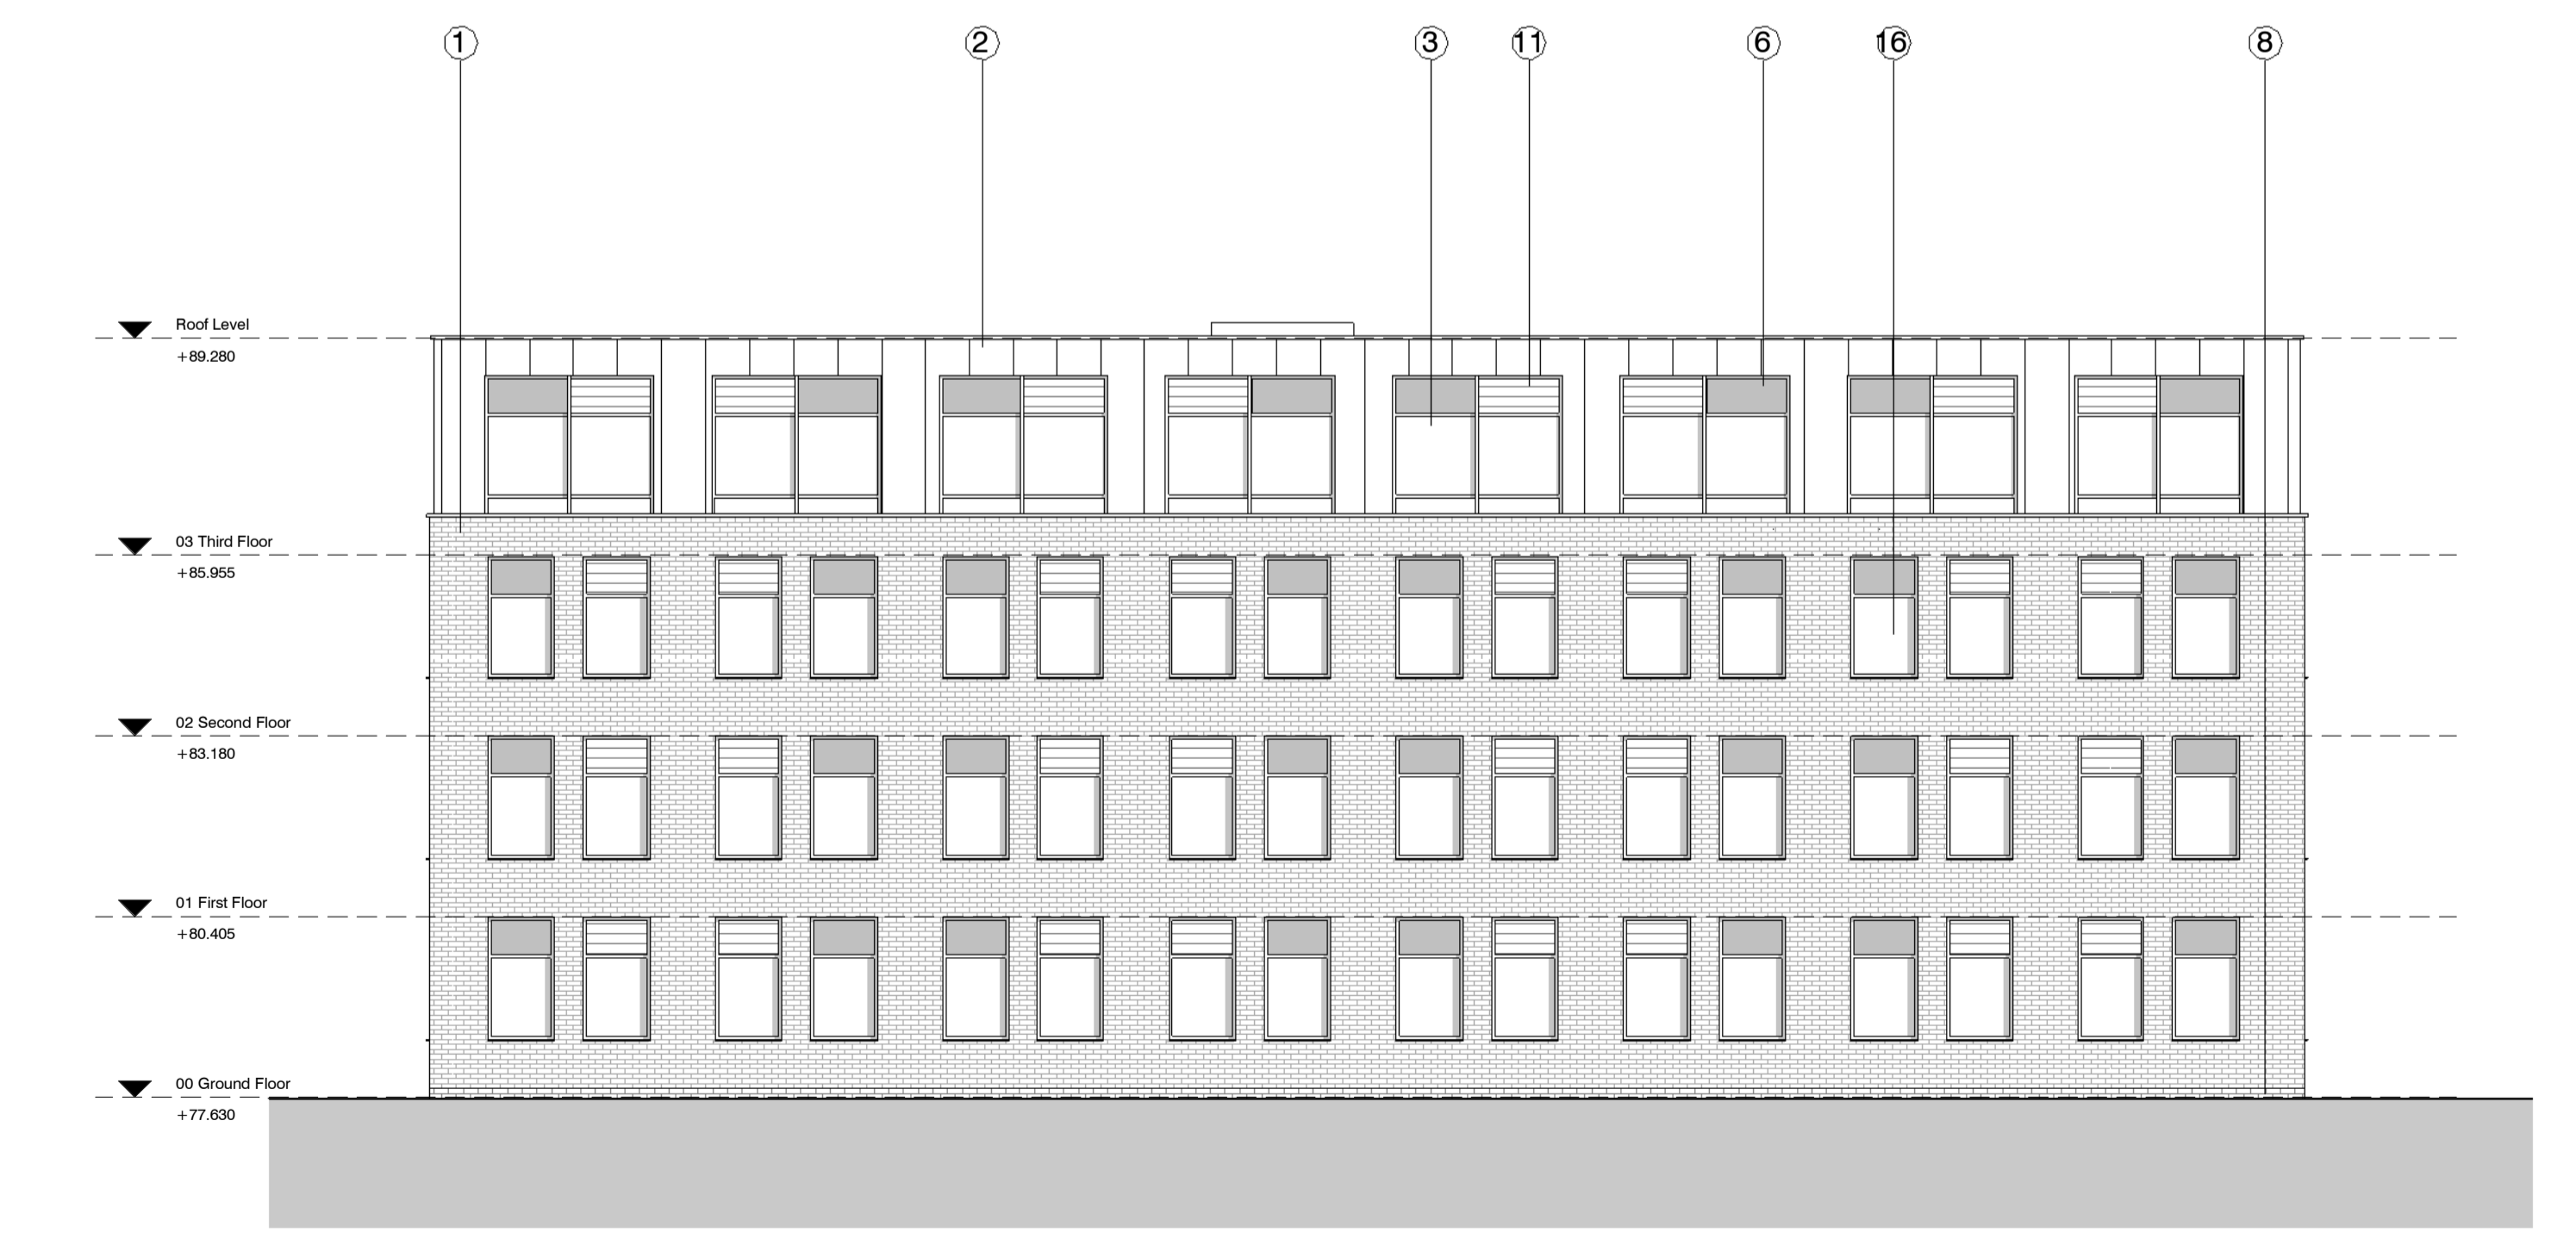 1 2 3 11 6 16 8
Roof Level
+89.280
03 Third Floor
+85.955
02 Second Floor
+83.180
01 First Floor
+80.405
00 Ground Floor
+77.630